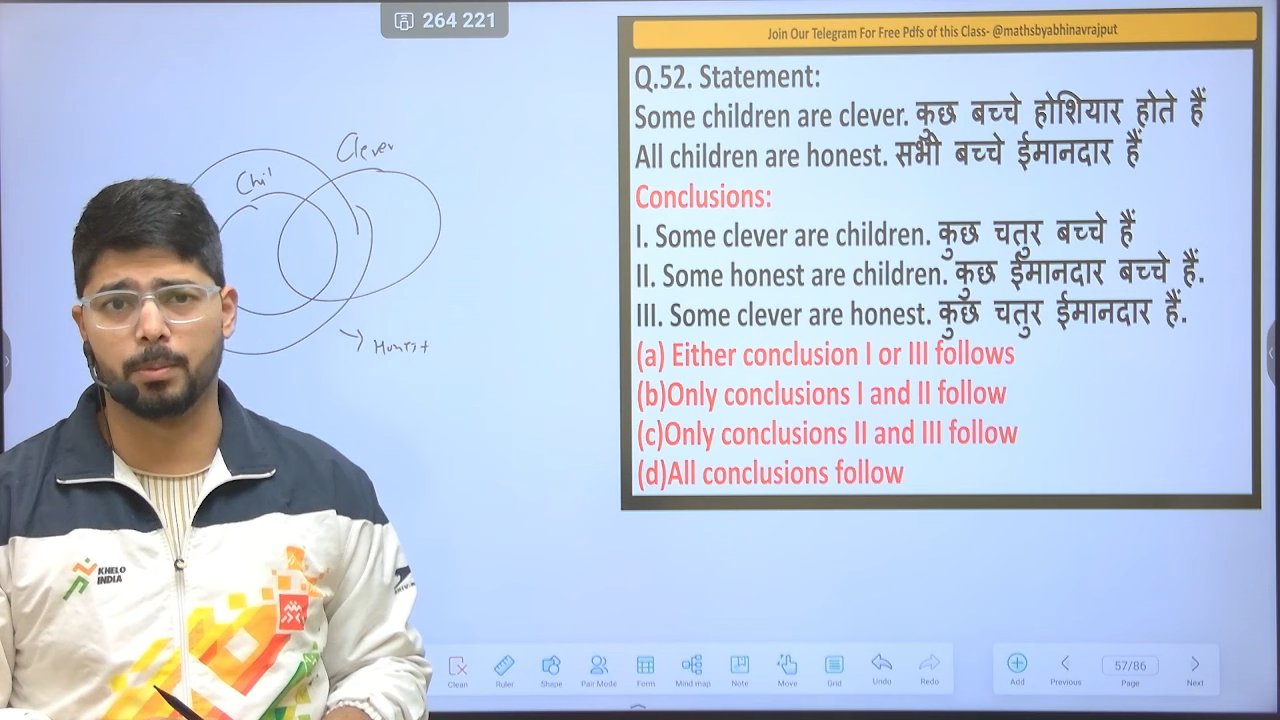 264 221
Join Our Telegram For Free Pdfs of this Class- @mathsbyabhinavrajput
Q.52. Statement:
Some children are clever. कुछ बच्चे होशियार होते हैं
All children are honest. सभी बच्चे ईमानदार हैं
Conclusions:
I. Some clever are children. कुछ चतुर बच्चे हैं
II. Some honest are children. कुछ ईमानदार बच्चे हैं.
III. Some clever are honest. कुछ चतुर ईमानदार हैं.
(a) Either conclusion I or III follows
(b)Only conclusions I and II follow
(c)Only conclusions II and III follow
(d)All conclusions follow
Clever
Chil
Honest
KHELO
INDIA
Clean Ruler Shape Pair Mode Form Mind map Note Move Grid Undo Redo
Add Previous 57/86 Page Next